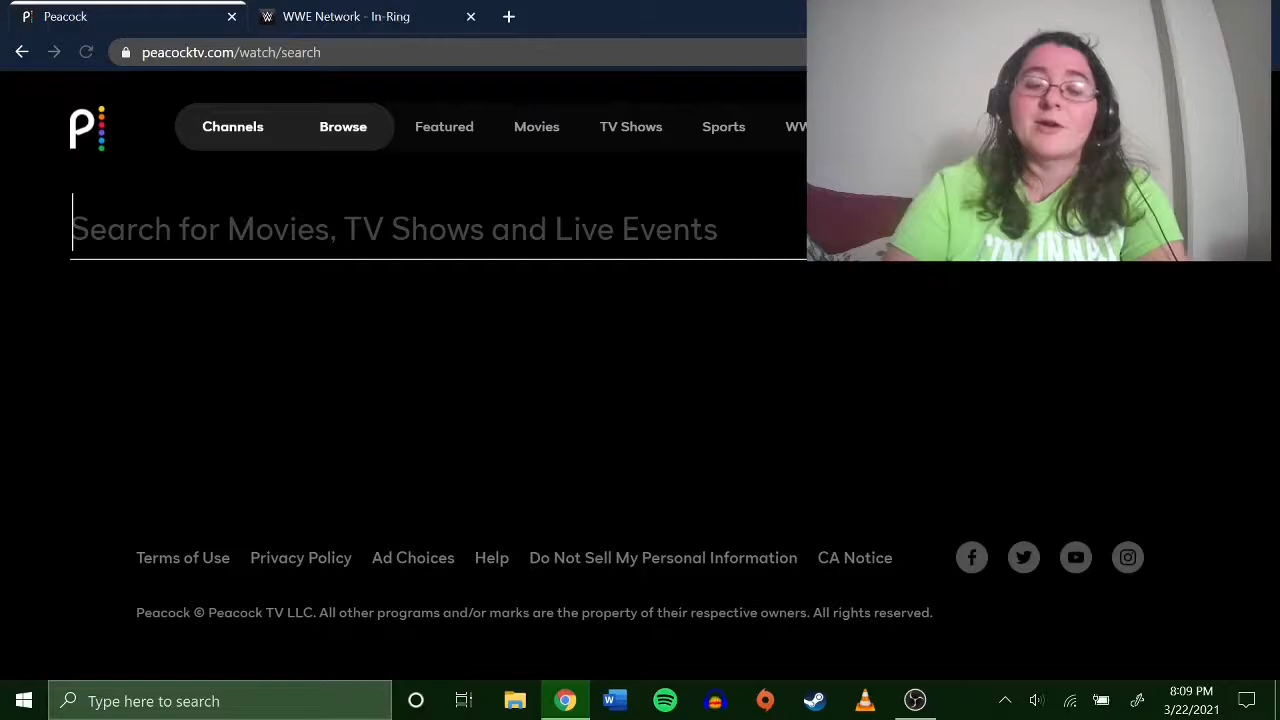 Peacock
WWE Network - In-Ring
peacocktv.com/watch/search
Channels Browse Featured Movies TV Shows Sports
Search for Movies, TV Shows and Live Events
Terms of Use Privacy Policy Ad Choices Help Do Not Sell My Personal Information CA Notice
Peacock © Peacock TV LLC. All other programs and/or marks are the property of their respective owners. All rights reserved.
Type here to search
8:09 PM
3/22/2021